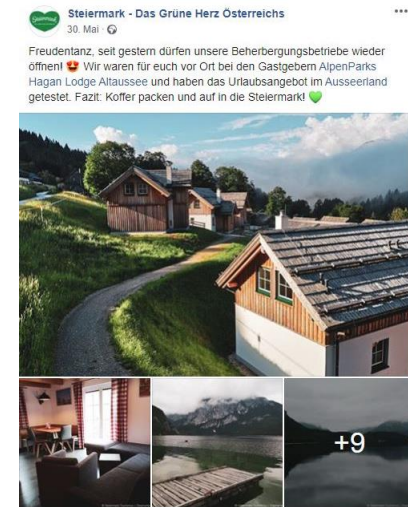 Steiermark - Das Grüne Herz Österreichs
30. Mai ·
Freudentanz, seit gestern dürfen unsere Beherbergungsbetriebe wieder
öffnen! Wir waren für euch vor Ort bei den Gastgebern AlpenParks
Hagan Lodge Altaussee und haben das Urlaubsangebot im Ausseerland
getestet. Fazit: Koffer packen und auf in die Steiermark!
+9